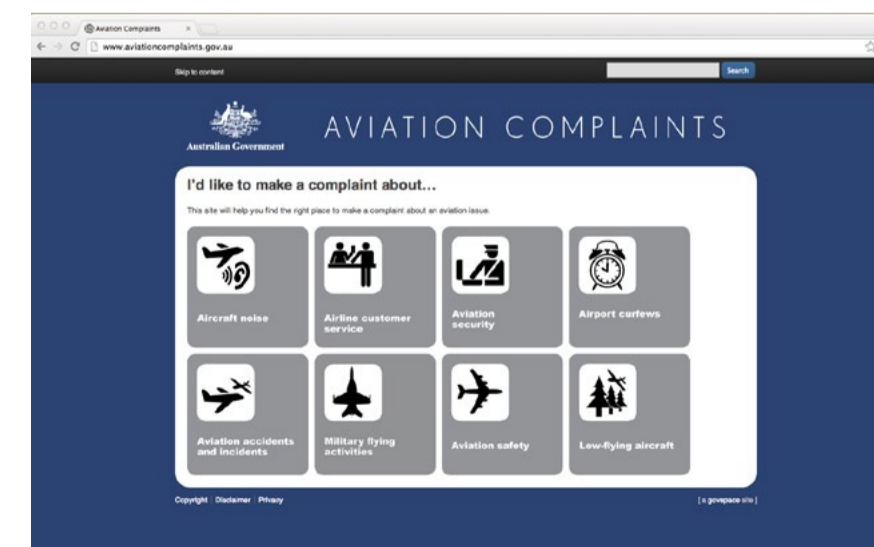 Aviation Complaints
www.aviationcomplaints.gov.au
Skip to content
Search
Australian Government
AVIATION COMPLAINTS
I'd like to make a complaint about...
This site will help you find the right place to make a complaint about an aviation issue.
Aircraft noise
Airline customer
service
Aviation
security
Airport curfews
Aviation accidents
and incidents
Military flying
activities
Aviation safety
Low-flying aircraft
Copyright | Disclaimer | Privacy
[ a govspace site ]